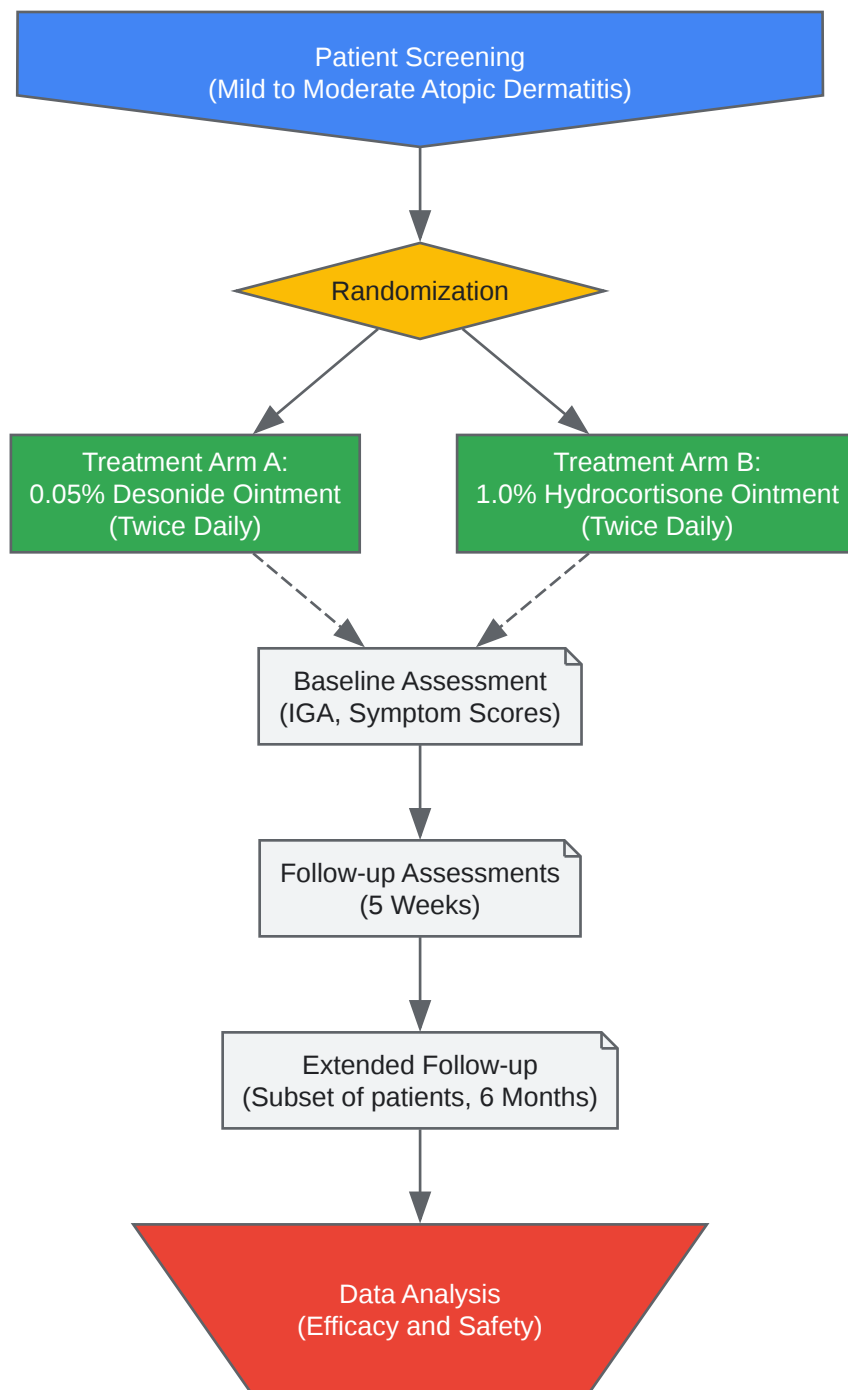 Patient Screening
(Mild to Moderate Atopic Dermatitis)
Randomization
Treatment Arm A:
0.05% Desonide Ointment
(Twice Daily)
Treatment Arm B:
1.0% Hydrocortisone Ointment
(Twice Daily)
Baseline Assessment
(IGA, Symptom Scores)
Follow-up Assessments
(5 Weeks)
Extended Follow-up
(Subset of patients, 6 Months)
Data Analysis
(Efficacy and Safety)